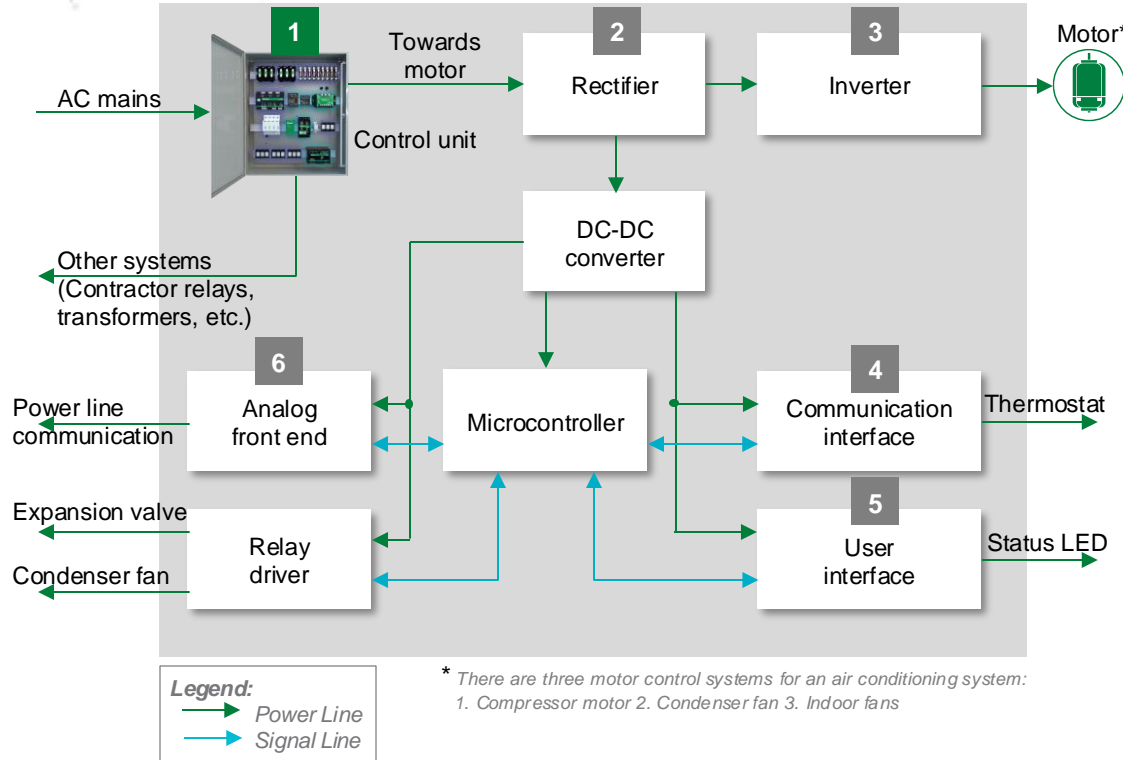 1
2
3
Towards
motor
Rectifier
Inverter
Motor*
AC mains
Control unit
DC-DC
converter
Other systems
(Contractor relays,
transformers, etc.)
6
4
Analog
front end
Microcontroller
Communication
interface
Power line
communication
Thermostat
5
Expansion valve
Relay
driver
User
interface
Status LED
Condenser fan
Legend:
Power Line
Signal Line
* There are three motor control systems for an air conditioning system:
1. Compressor motor 2. Condenser fan 3. Indoor fans